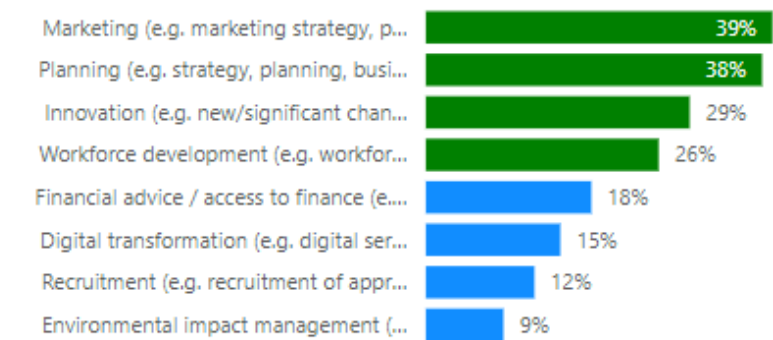 Marketing (e.g. marketing strategy, p... 39%
Planning (e.g. strategy, planning, busi... 38%
Innovation (e.g. new/significant chan... 29%
Workforce development (e.g. workfor... 26%
Financial advice / access to finance (e.... 18%
Digital transformation (e.g. digital ser... 15%
Recruitment (e.g. recruitment of appr... 12%
Environmental impact management (... 9%